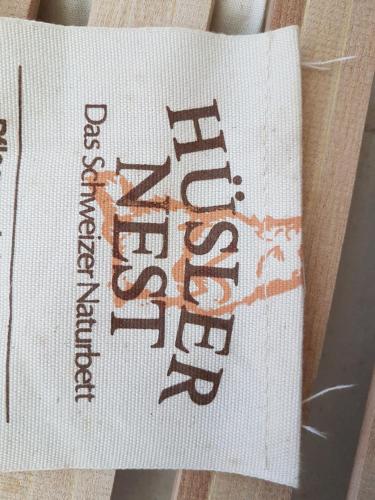 HÜSLER
NEST
Das Schweizer Naturbett